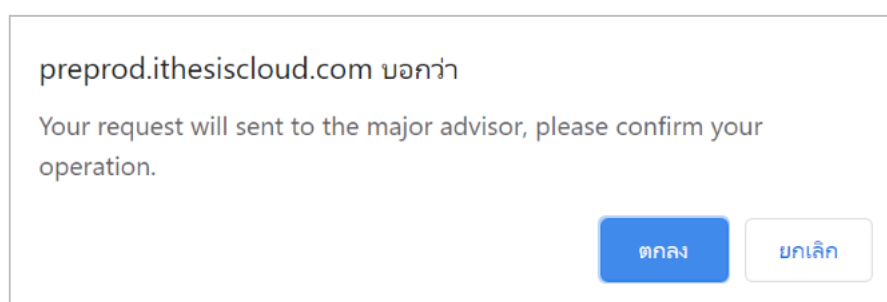 preprod.ithesiscloud.com บอกว่า
Your request will sent to the major advisor, please confirm your
operation.
ตกลง ยกเลิก